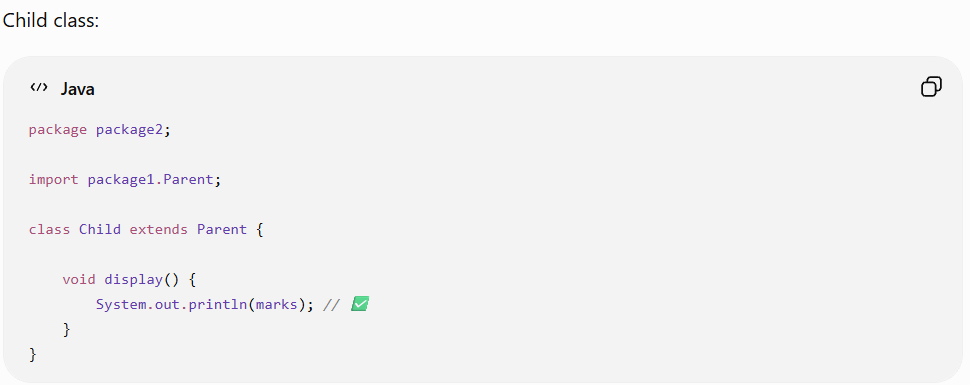 Child class:
</> Java
package package2;
import package1.Parent;
class Child extends Parent {
void display() {
System.out.println(marks); // ✅
}
}